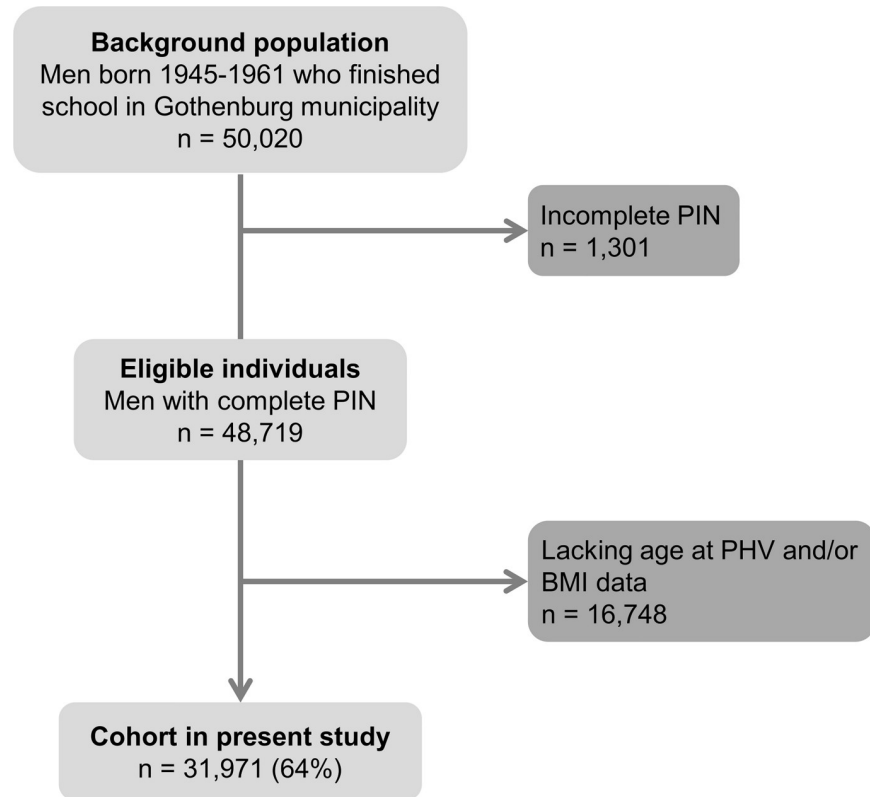 Background population
Men born 1945-1961 who finished
school in Gothenburg municipality
n = 50,020
Incomplete PIN
n = 1,301
Eligible individuals
Men with complete PIN
n = 48,719
Lacking age at PHV and/or
BMI data
n = 16,748
Cohort in present study
n = 31,971 (64%)